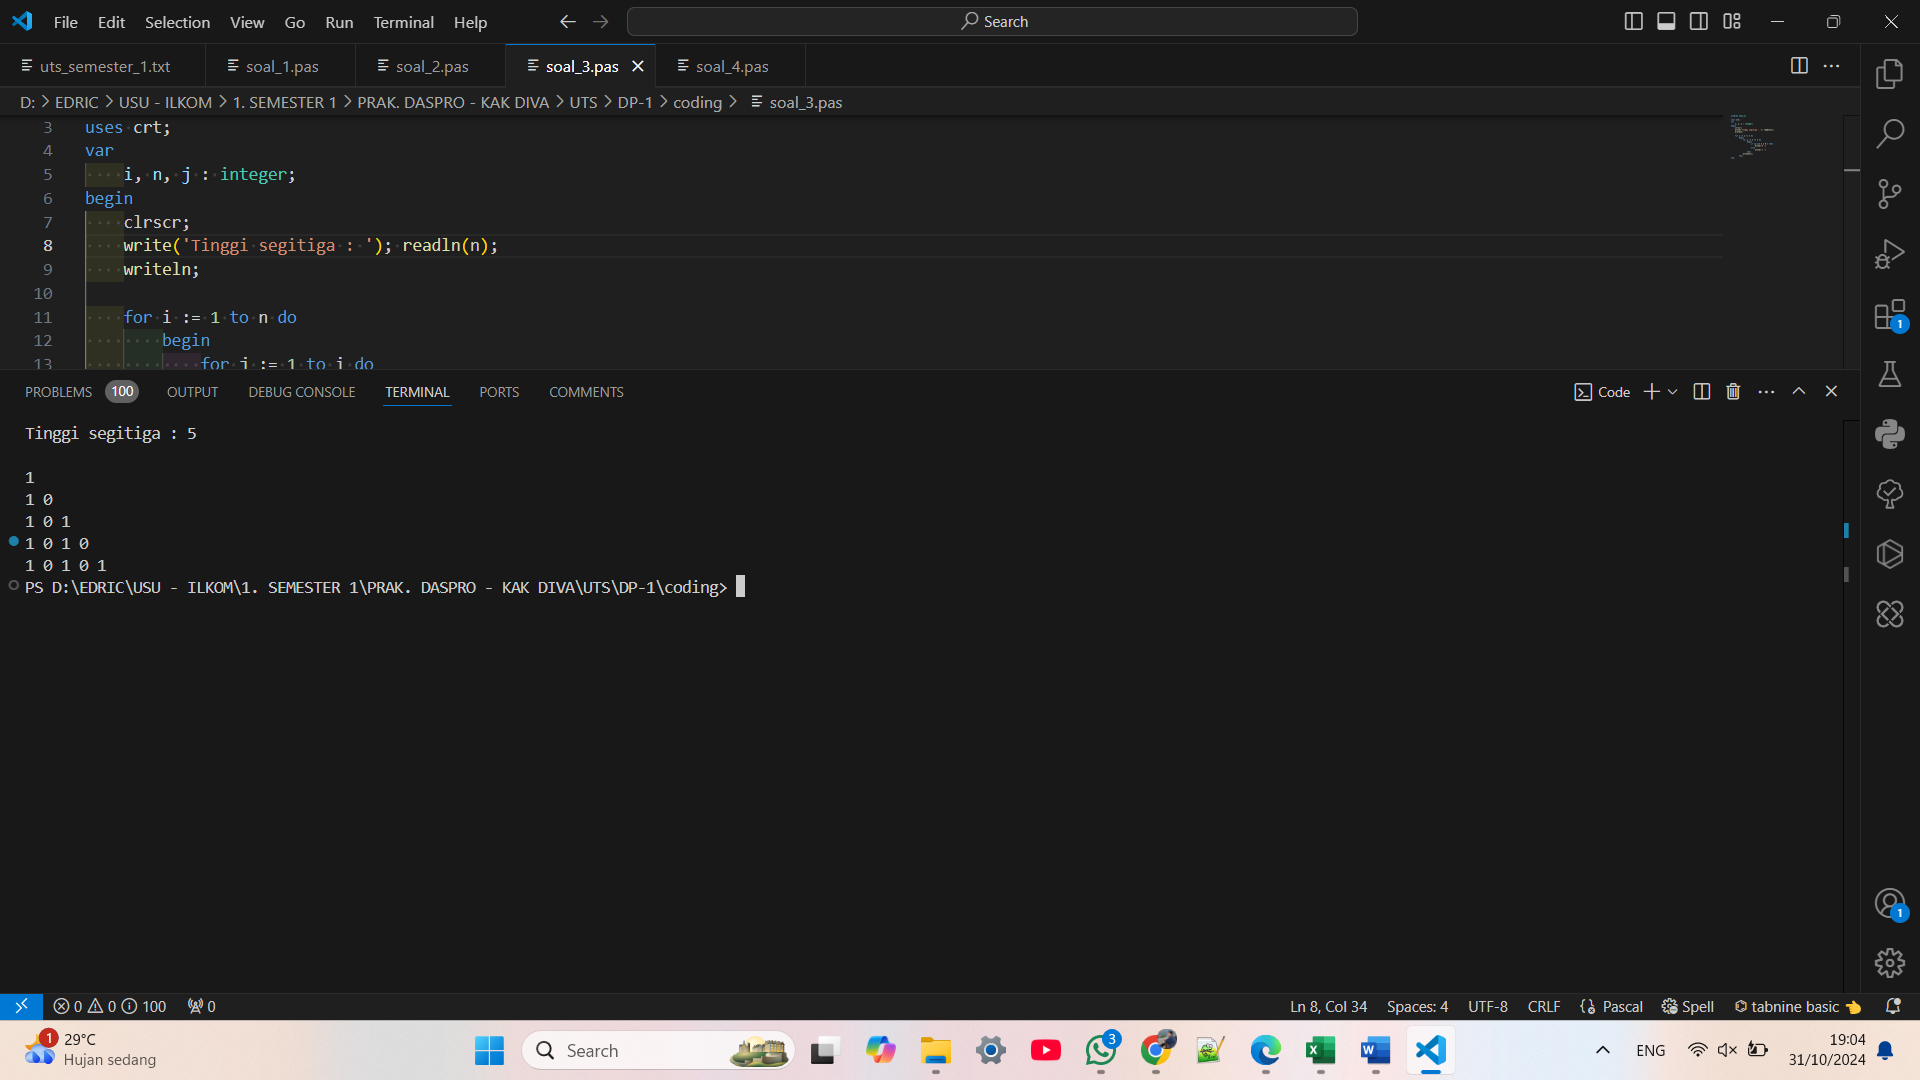 File Edit Selection View Go Run Terminal Help Search
uts_semester_1.txt soal_1.pas soal_2.pas soal_3.pas soal_4.pas
D: > EDRIC > USU - ILKOM > 1. SEMESTER 1 > PRAK. DASPRO - KAK DIVA > UTS > DP-1 > coding > soal_3.pas
3 uses crt;
4 var
5 i, n, j : integer;
6 begin
7 clrscr;
8 write('Tinggi segitiga : '); readln(n);
9 writeln;
10
11 for i := 1 to n do
12 begin
13 for j := 1 to i do
PROBLEMS 100 OUTPUT DEBUG CONSOLE TERMINAL PORTS COMMENTS Code
Tinggi segitiga : 5
1
1 0
1 0 1
1 0 1 0
1 0 1 0 1
PS D:\EDRIC\USU - ILKOM\1. SEMESTER 1\PRAK. DASPRO - KAK DIVA\UTS\DP-1\coding>
1
1
0 0 100 0 Ln 8, Col 34 Spaces: 4 UTF-8 CRLF Pascal Spell tabnine basic
1 29°C
Hujan sedang
Search
3
ENG
19:04
31/10/2024